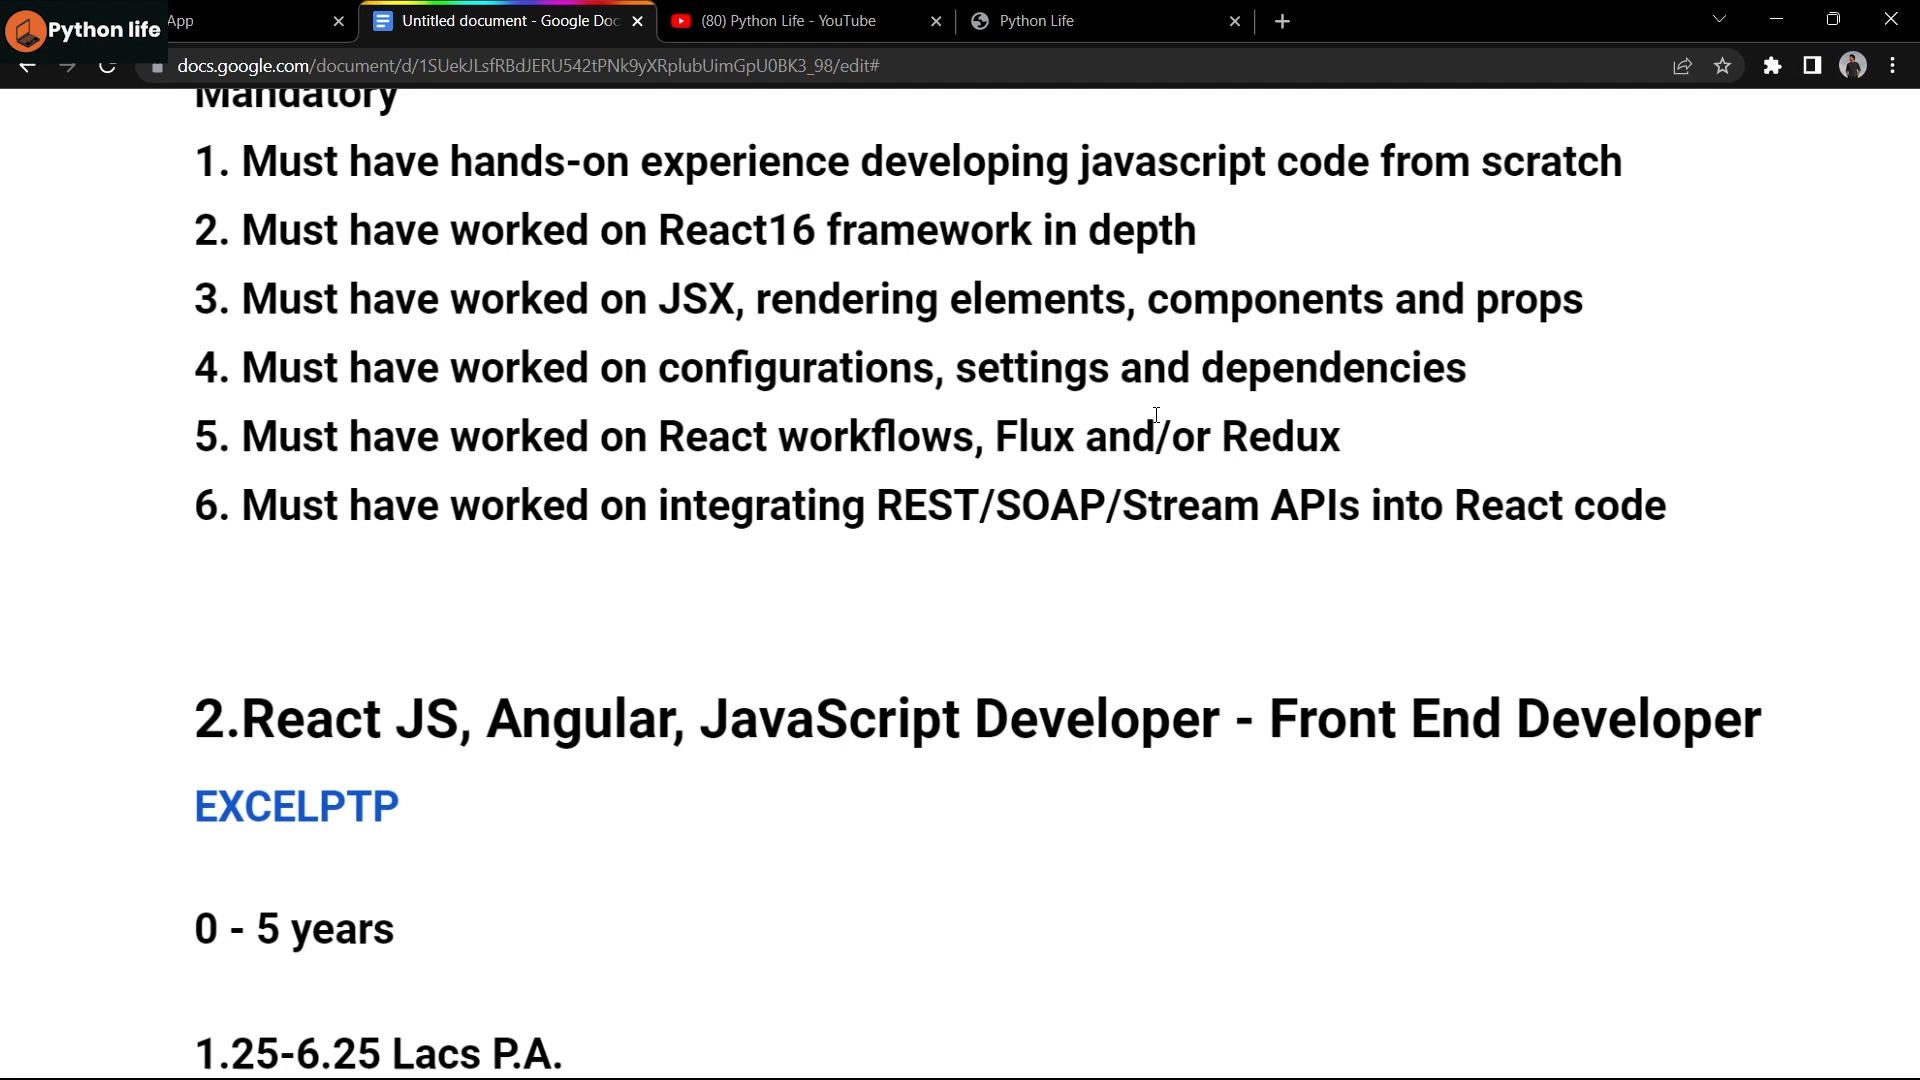 Python life
App
Untitled document - Google Doc
(80) Python Life - YouTube
Python Life
docs.google.com/document/d/1SUekJLsfRBdJERU542tPNk9yXRplubUimGpU0BK3_98/edit#
Mandatory
1. Must have hands-on experience developing javascript code from scratch
2. Must have worked on React16 framework in depth
3. Must have worked on JSX, rendering elements, components and props
4. Must have worked on configurations, settings and dependencies
5. Must have worked on React workflows, Flux and/or Redux
6. Must have worked on integrating REST/SOAP/Stream APIs into React code
2.React JS, Angular, JavaScript Developer - Front End Developer
EXCELPTP
0 - 5 years
1.25-6.25 Lacs P.A.